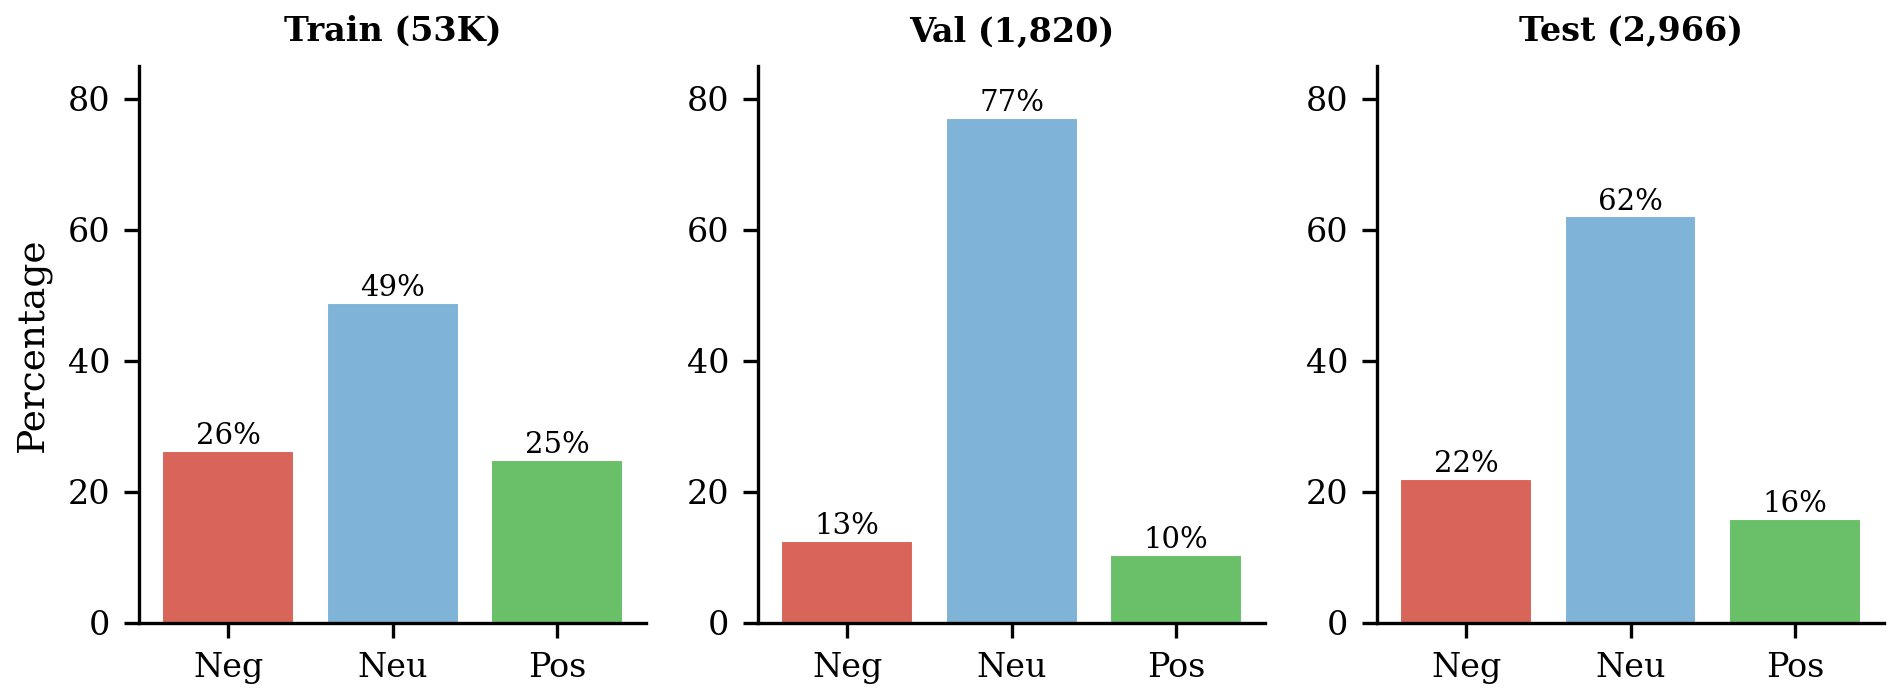 Train (53K)
Percentage
80
60
40
20
0
26%
49%
25%
Neg
Neu
Pos
Val (1,820)
80
60
40
20
0
13%
77%
10%
Neg
Neu
Pos
Test (2,966)
80
60
40
20
0
22%
62%
16%
Neg
Neu
Pos